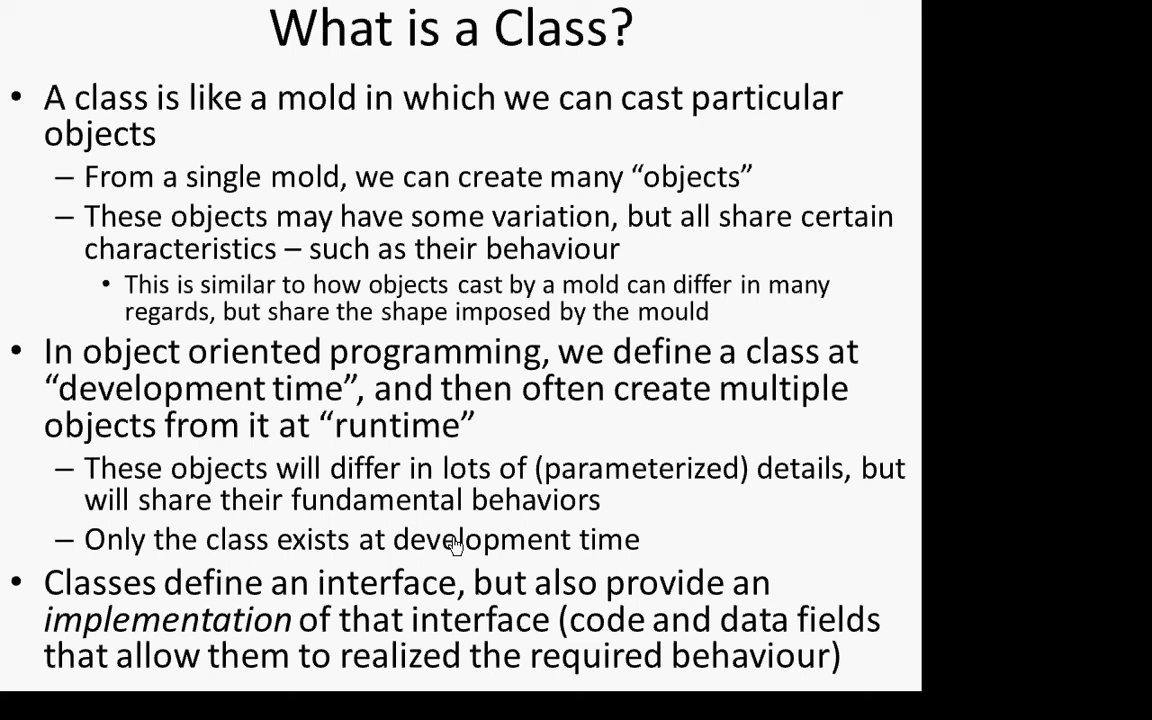 What is a Class?
• A class is like a mold in which we can cast particular
objects
– From a single mold, we can create many “objects”
– These objects may have some variation, but all share certain
characteristics – such as their behaviour
• This is similar to how objects cast by a mold can differ in many
regards, but share the shape imposed by the mould
• In object oriented programming, we define a class at
“development time”, and then often create multiple
objects from it at “runtime”
– These objects will differ in lots of (parameterized) details, but
will share their fundamental behaviors
– Only the class exists at development time
• Classes define an interface, but also provide an
implementation of that interface (code and data fields
that allow them to realized the required behaviour)